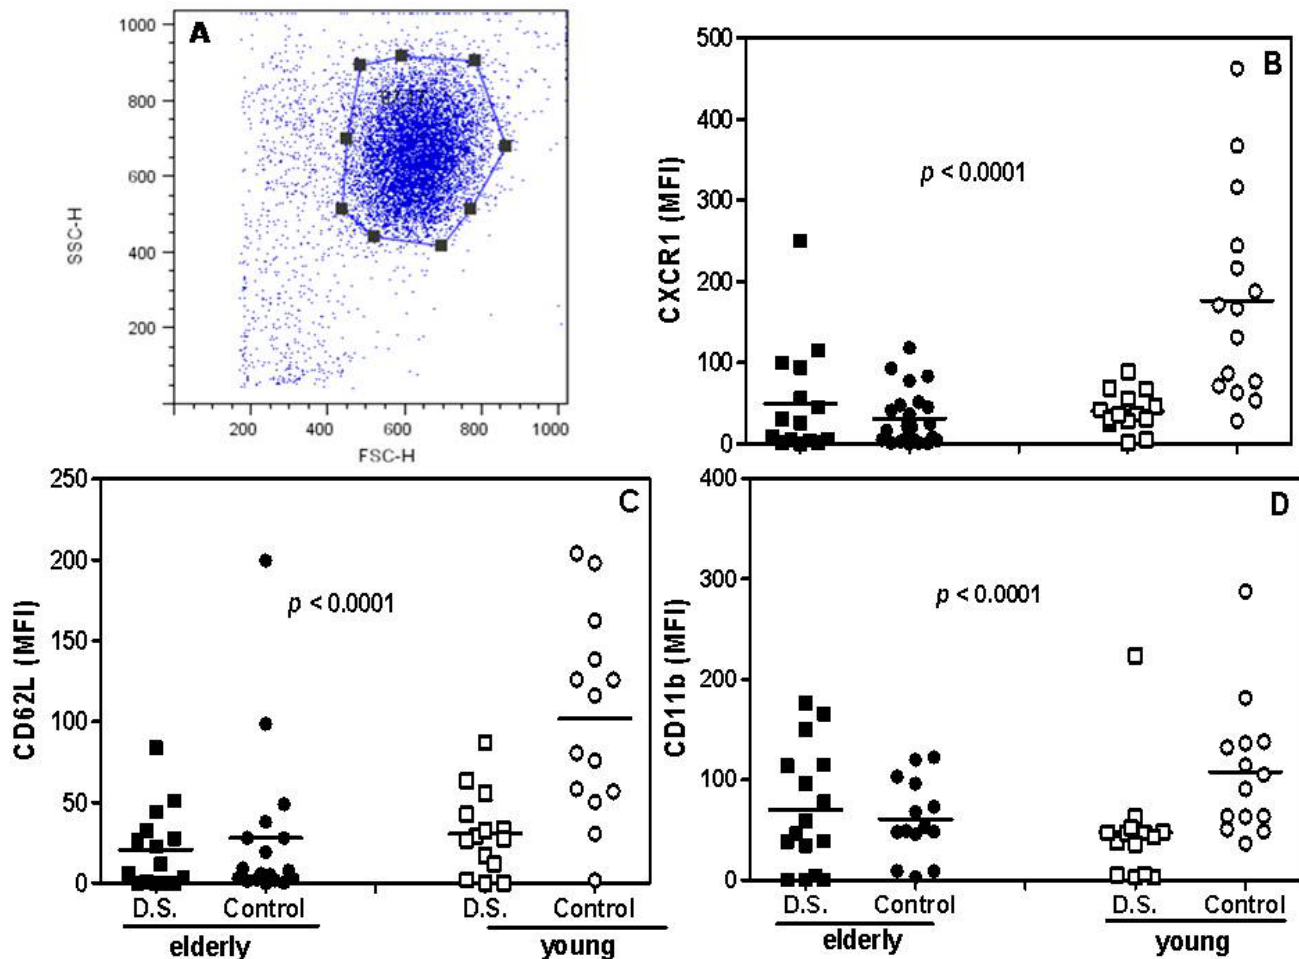 A
1000
800
600
400
200
SSC-H
200
400
600
800
1000
FSC-H
B
500
400
300
200
100
0
CXCR1 (MFI)
p < 0.0001
C
250
200
150
100
50
0
CD62L (MFI)
p < 0.0001
D.S.
Control
D.S.
Control
elderly
young
D
400
300
200
100
0
CD11b (MFI)
p < 0.0001
D.S.
Control
D.S.
Control
elderly
young